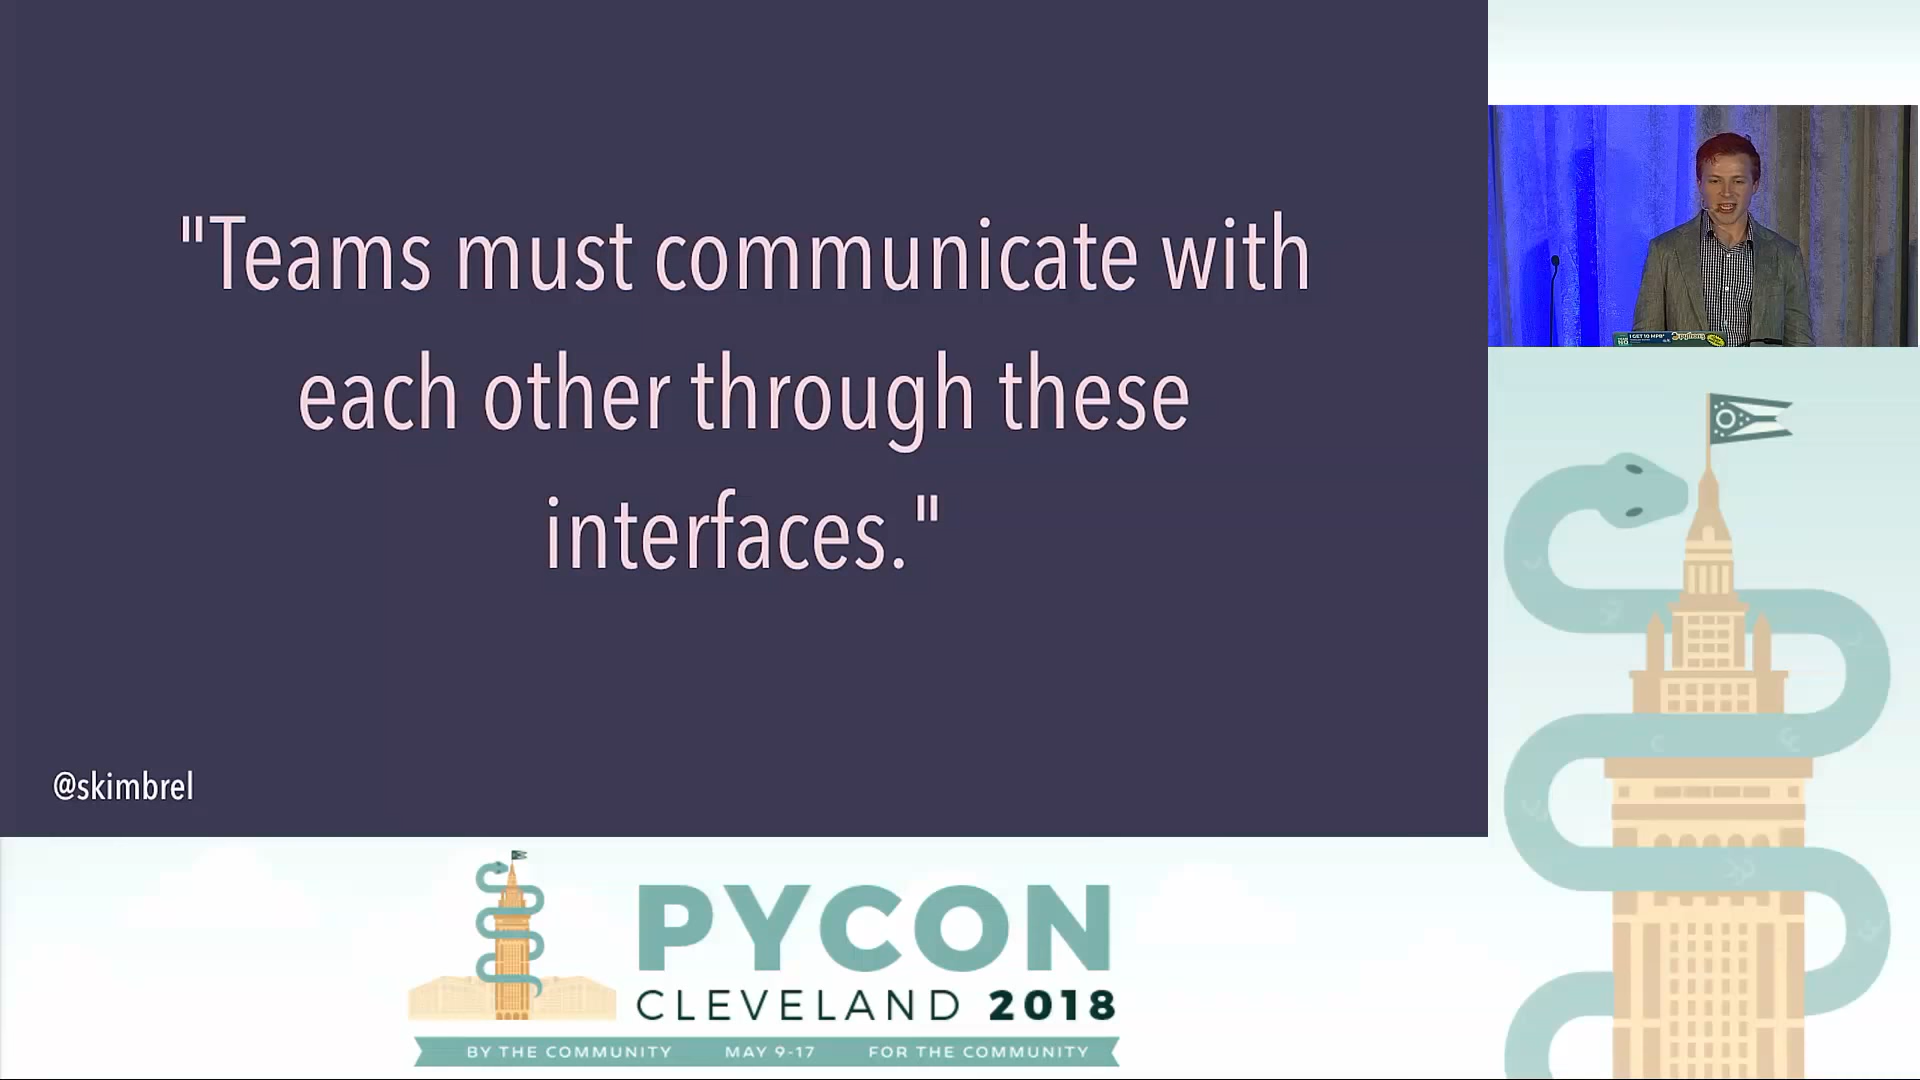 "Teams must communicate with
each other through these
interfaces."
@skimbrel
PYCON
CLEVELAND 2018
BY THE COMMUNITY MAY 9-17 FOR THE COMMUNITY